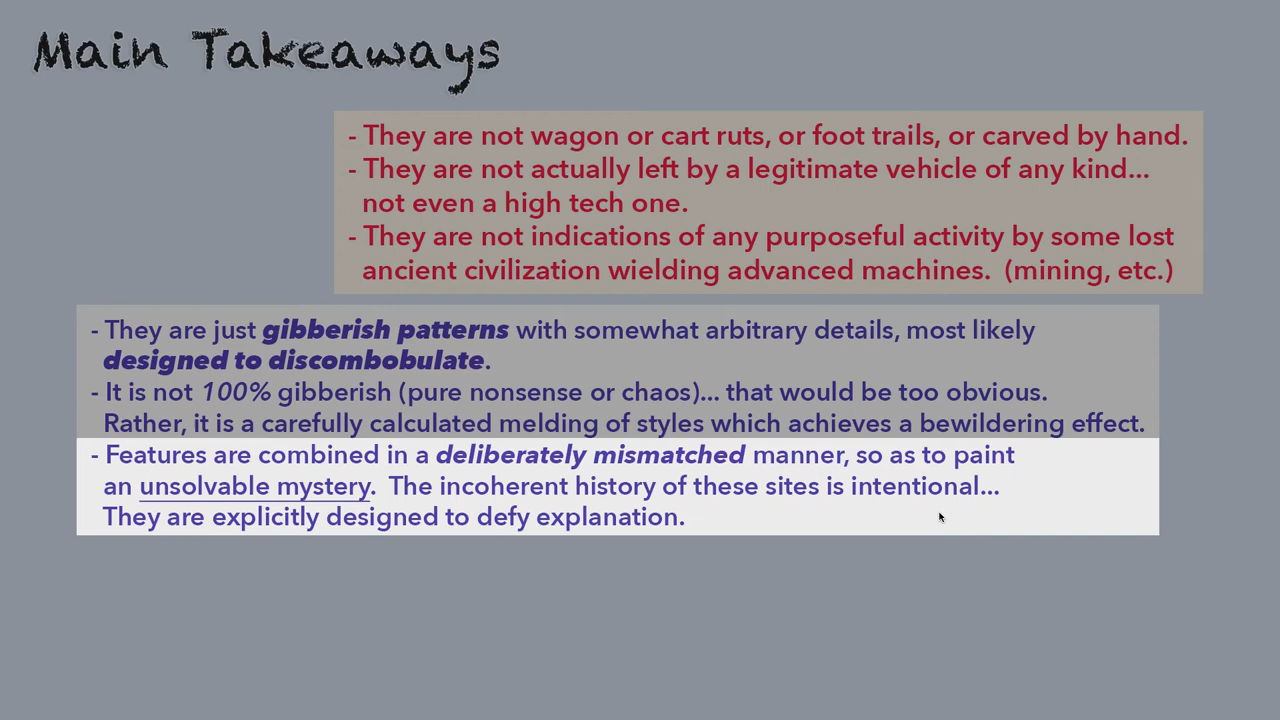 Main Takeaways
- They are not wagon or cart ruts, or foot trails, or carved by hand.
- They are not actually left by a legitimate vehicle of any kind...
not even a high tech one.
- They are not indications of any purposeful activity by some lost
ancient civilization wielding advanced machines.  (mining, etc.)
- They are just gibberish patterns with somewhat arbitrary details, most likely
designed to discombobulate.
- It is not 100% gibberish (pure nonsense or chaos)... that would be too obvious.
Rather, it is a carefully calculated melding of styles which achieves a bewildering effect.
- Features are combined in a deliberately mismatched manner, so as to paint
an unsolvable mystery.  The incoherent history of these sites is intentional...
They are explicitly designed to defy explanation.